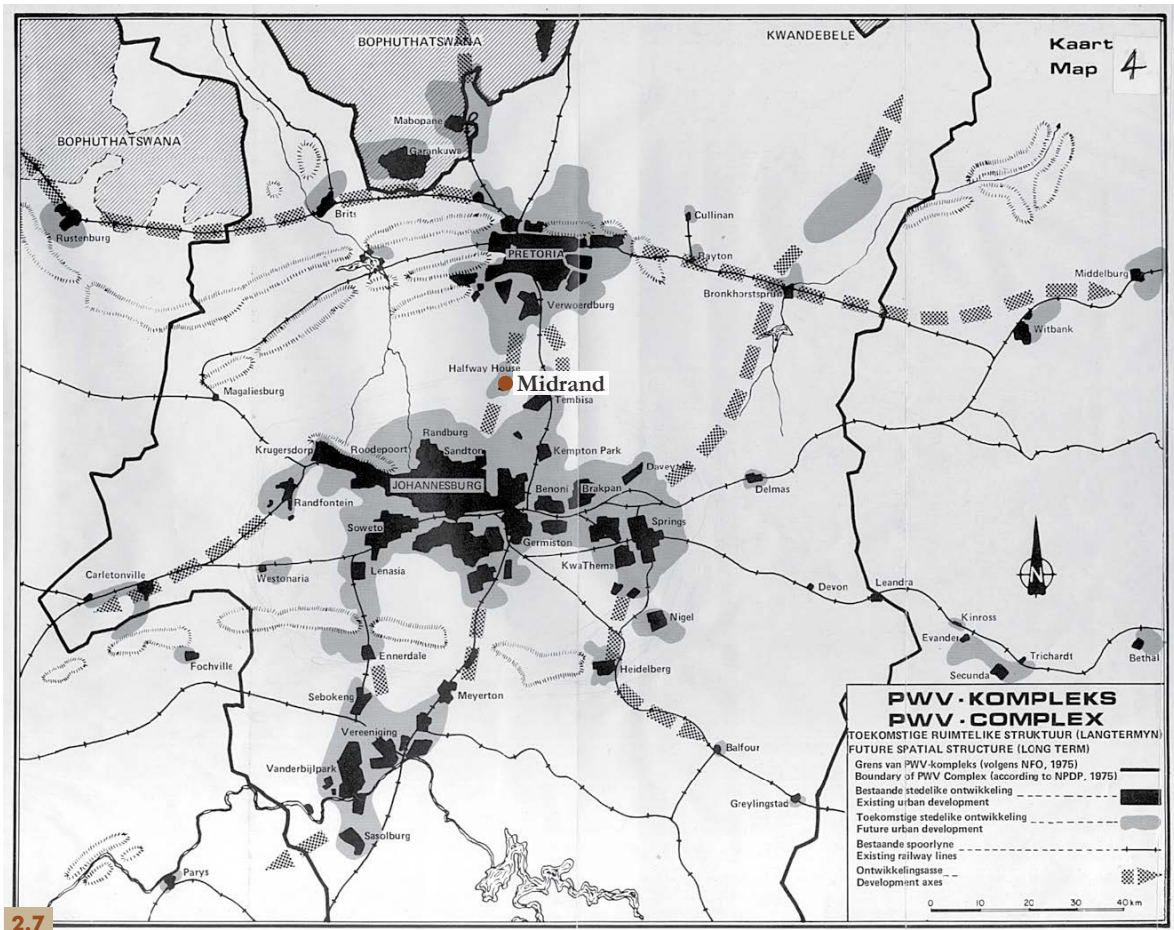 BOPHUTHATSWANA
KWANDEBELE
Kaart
Map 4
Mabopane
BOPHUTHATSWANA
Garankuwa
Brits
Rustenburg
Cullinan
Rayton
PRETORIA
Middelburg
Bronkhorstspruit
Verwoerdburg
Witbank
Halfway House
Midrand
Magaliesburg
Tembisa
Randburg
Krugersdorp
Roodepoort
Sandton
Kempton Park
Daveyton
JOHANNESBURG
Benoni
Brakpan
Delmas
Randfontein
Soweto
Springs
Germiston
KwaThema
Carletonville
Westonaria
Lenasia
Devon
Leandra
N
Nigel
Kinross
Evander
Ennerdale
Trichardt
Bethal
Fochville
Heidelberg
Secunda
Sebokeng
Meyerton
PWV-KOMPLEKS
PWV-COMPLEX
TOEKOMSTIGE RUIMTELIKE STRUKTUUR (LANGTERMYN)
FUTURE SPATIAL STRUCTURE (LONG TERM)
Vereeniging
Balfour
Grens van PWV-kompleks (volgens NFO, 1975)
Boundary of PWV Complex (according to NPDP, 1975)
Vanderbijlpark
Bestaande stedelike ontwikkeling
Existing urban development
Greylingstad
Toekomstige stedelike ontwikkeling
Future urban development
Sasolburg
Bestaande spoorlyne
Existing railway lines
Ontwikkelingsasse
Development axes
Parys
0 10 20 30 40 km
2.7